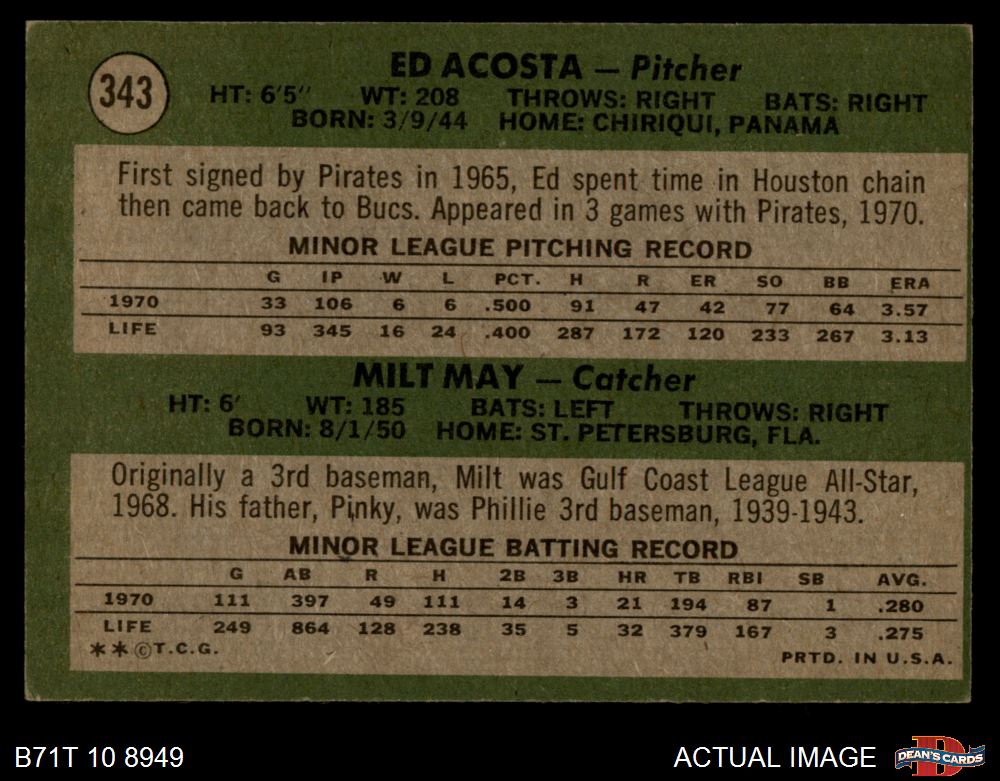 343
ED ACOSTA — Pitcher
HT: 6'5" WT: 208 THROWS: RIGHT BATS: RIGHT
BORN: 3/9/44 HOME: CHIRIQUI, PANAMA
First signed by Pirates in 1965, Ed spent time in Houston chain
then came back to Bucs. Appeared in 3 games with Pirates, 1970.
MINOR LEAGUE PITCHING RECORD
G IP W L PCT. H R ER SO BB ERA
1970 33 106 6 6 .500 91 47 42 77 64 3.57
LIFE 93 345 16 24 .400 287 172 120 233 267 3.13
MILT MAY — Catcher
HT: 6' WT: 185 BATS: LEFT THROWS: RIGHT
BORN: 8/1/50 HOME: ST. PETERSBURG, FLA.
Originally a 3rd baseman, Milt was Gulf Coast League All-Star,
1968. His father, Pinky, was Phillie 3rd baseman, 1939-1943.
MINOR LEAGUE BATTING RECORD
G AB R H 2B 3B HR TB RBI SB AVG.
1970 111 397 49 111 14 3 21 194 87 1 .280
LIFE 249 864 128 238 35 5 32 379 167 3 .275
**©T.C.G.
PRTD. IN U.S.A.
B71T 10 8949
ACTUAL IMAGE
D
DEAN'S CARDS